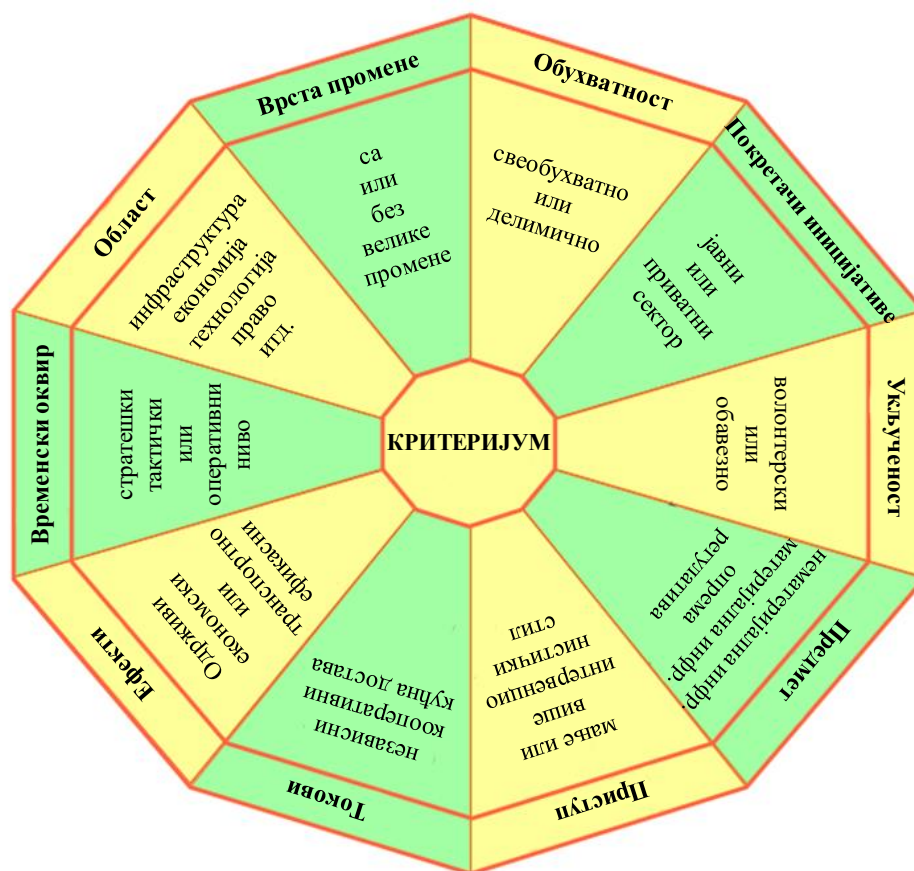 Обухватност
свеобухватно
или
делимично
Покретачи иницијативе
јавни
или
приватни
сектор
Укљученост
волонтерски
или
обавезно
Предмет
нематеријална инфр.
материјална инфр.
опрема
регулатива
Приступ
мање или
више
интервенцио
нистички
стил
Токови
независни
кооперативни
кућна достава
Ефекти
Одрживи
економски
или
транспортно
ефикасни
Временски оквир
стратешки
тактички
или
оперативни
ниво
Област
инфраструктура
економија
технологија
право
итд.
Врста промене
са
или
без
велике
промене
КРИТЕРИЈУМ